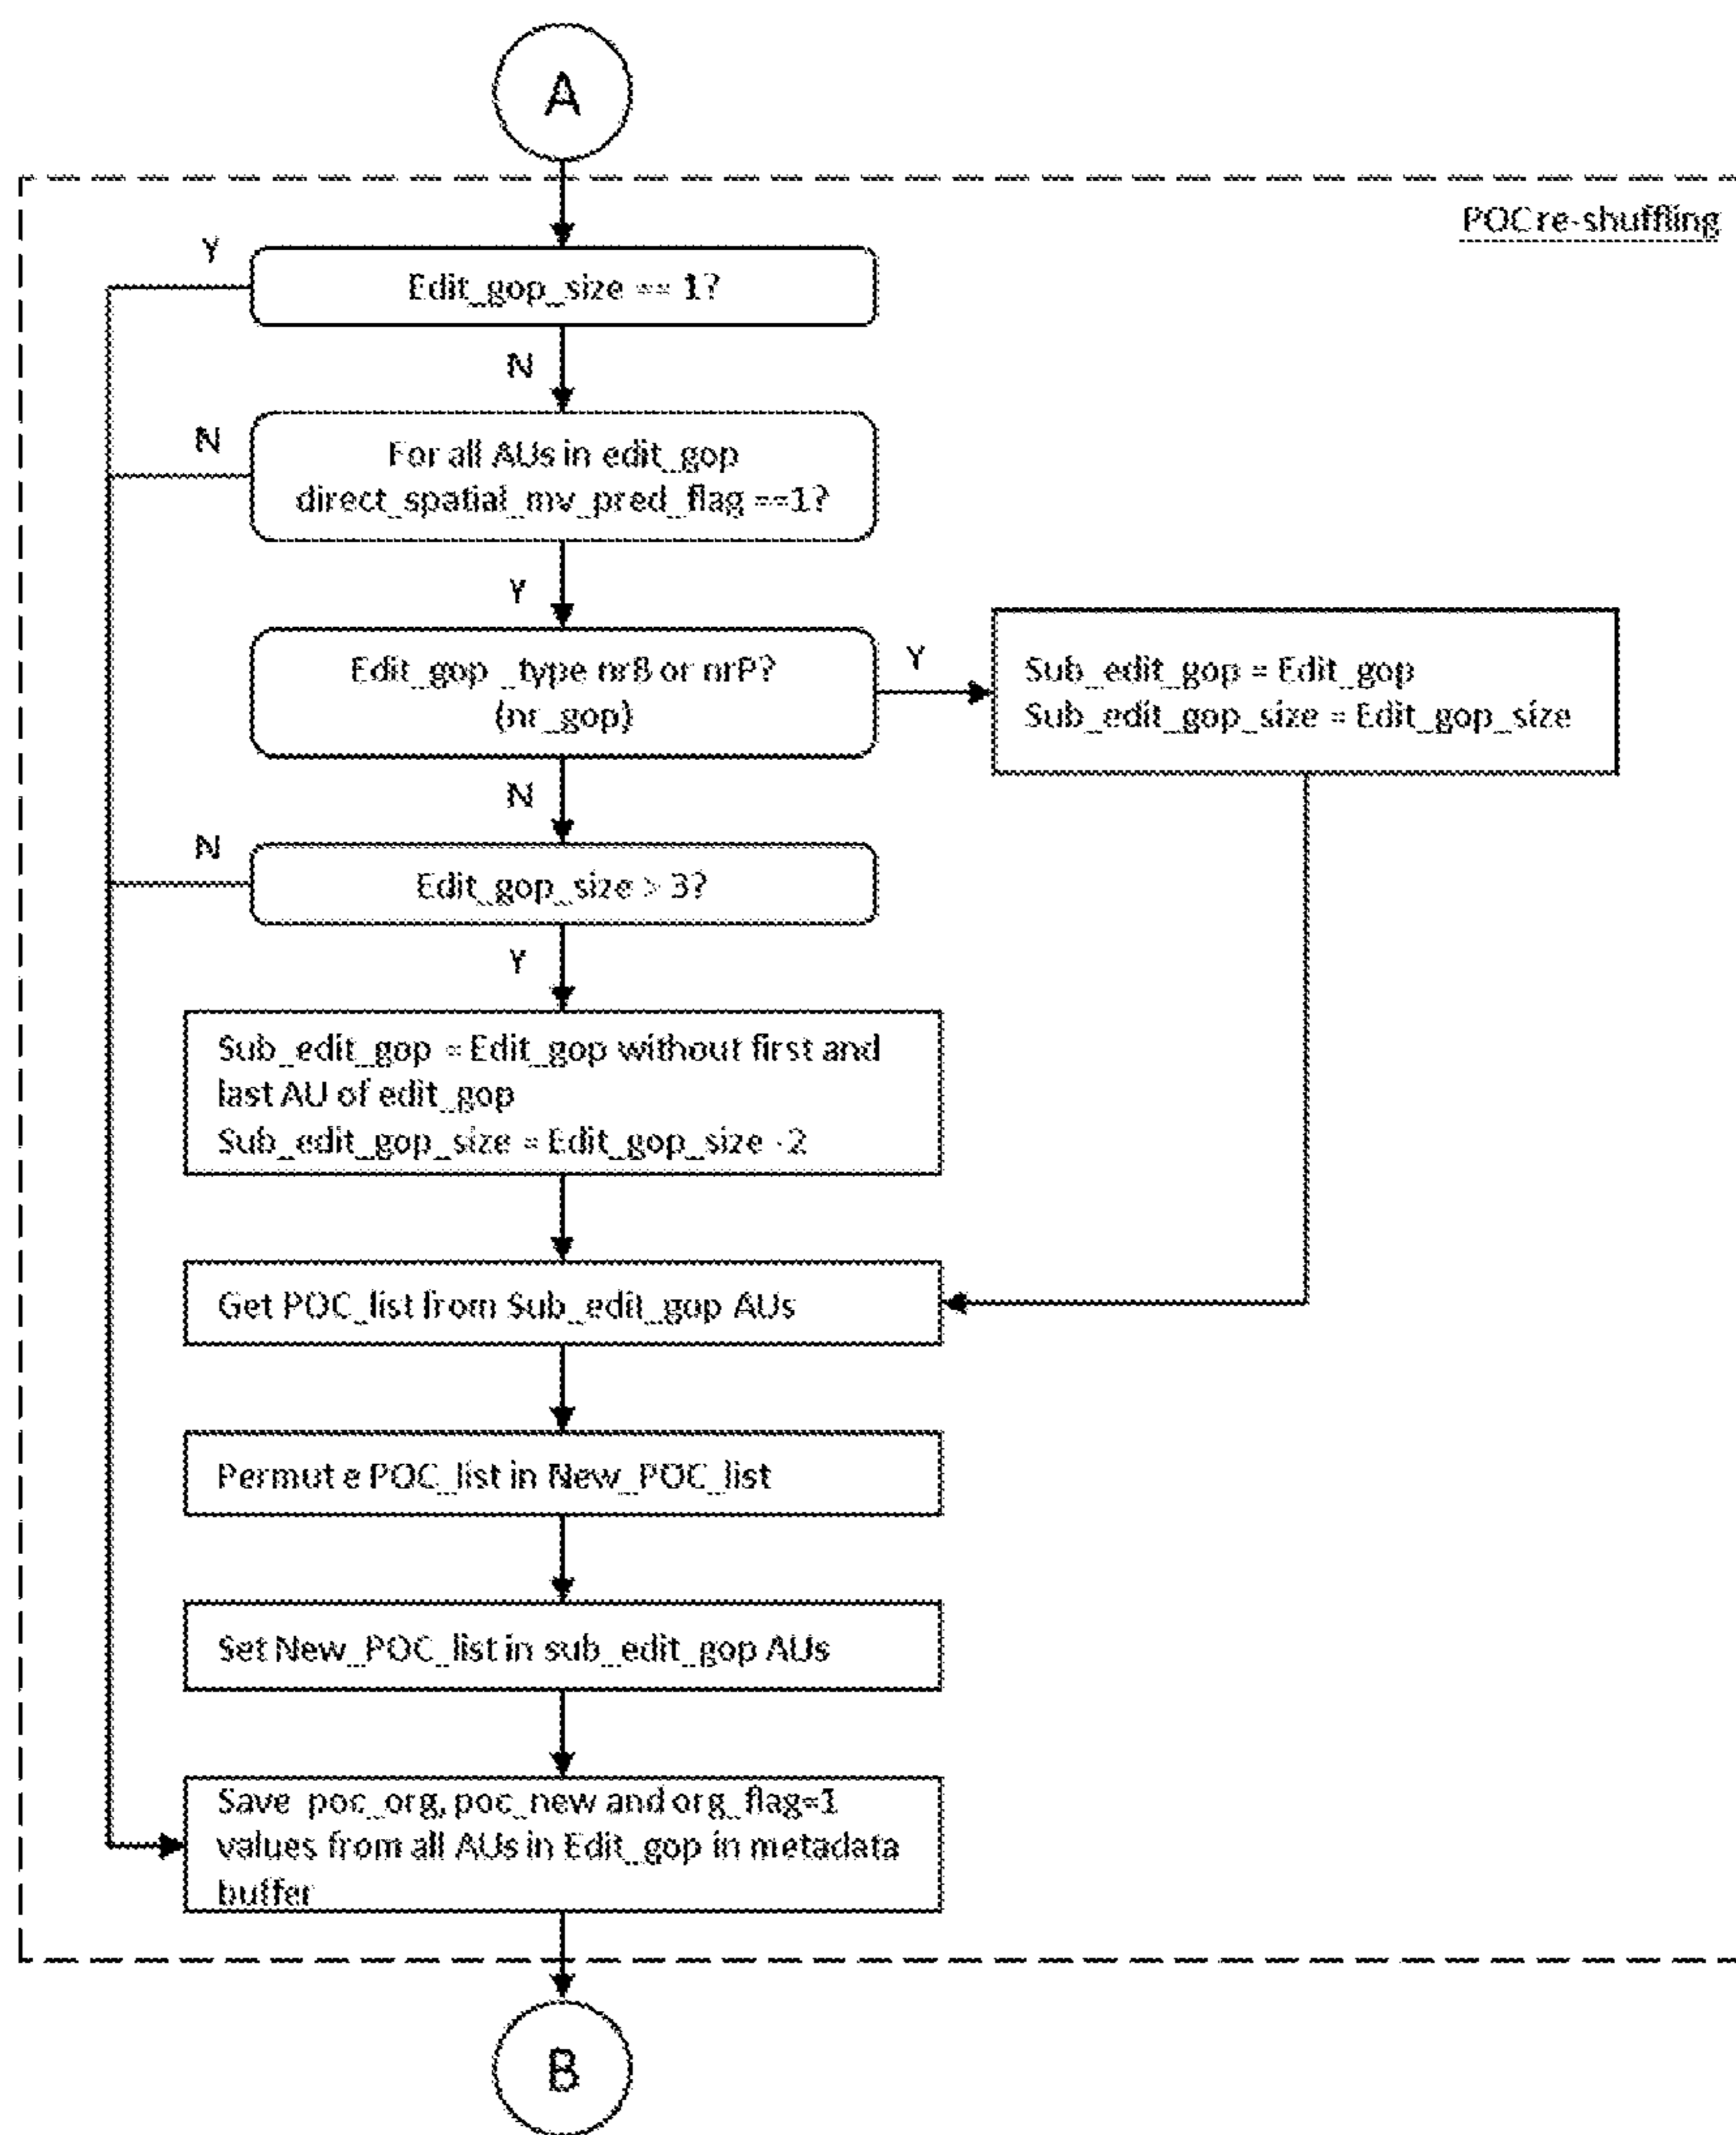 A
POC re-shuffling
Y
Edit_gop_size == 1?
N
N
For all AUs in edit_gop
direct_spatial_mv_pred_flag ==1?
Y
Edit_gop _type nrB or nrP?
(nr_gop)
Y
Sub_edit_gop = Edit_gop
Sub_edit_gop_size = Edit_gop_size
N
N
Edit_gop_size > 3?
Y
Sub_edit_gop = Edit_gop without first and
last AU of edit_gop
Sub_edit_gop_size = Edit_gop_size -2
Get POC_list from Sub_edit_gop AUs
Permut e POC_list in New_POC_list
Set New_POC_list in sub_edit_gop AUs
Save poc_org, poc_new and org_flag=1
values from all AUs in Edit_gop in metadata
buffer
B